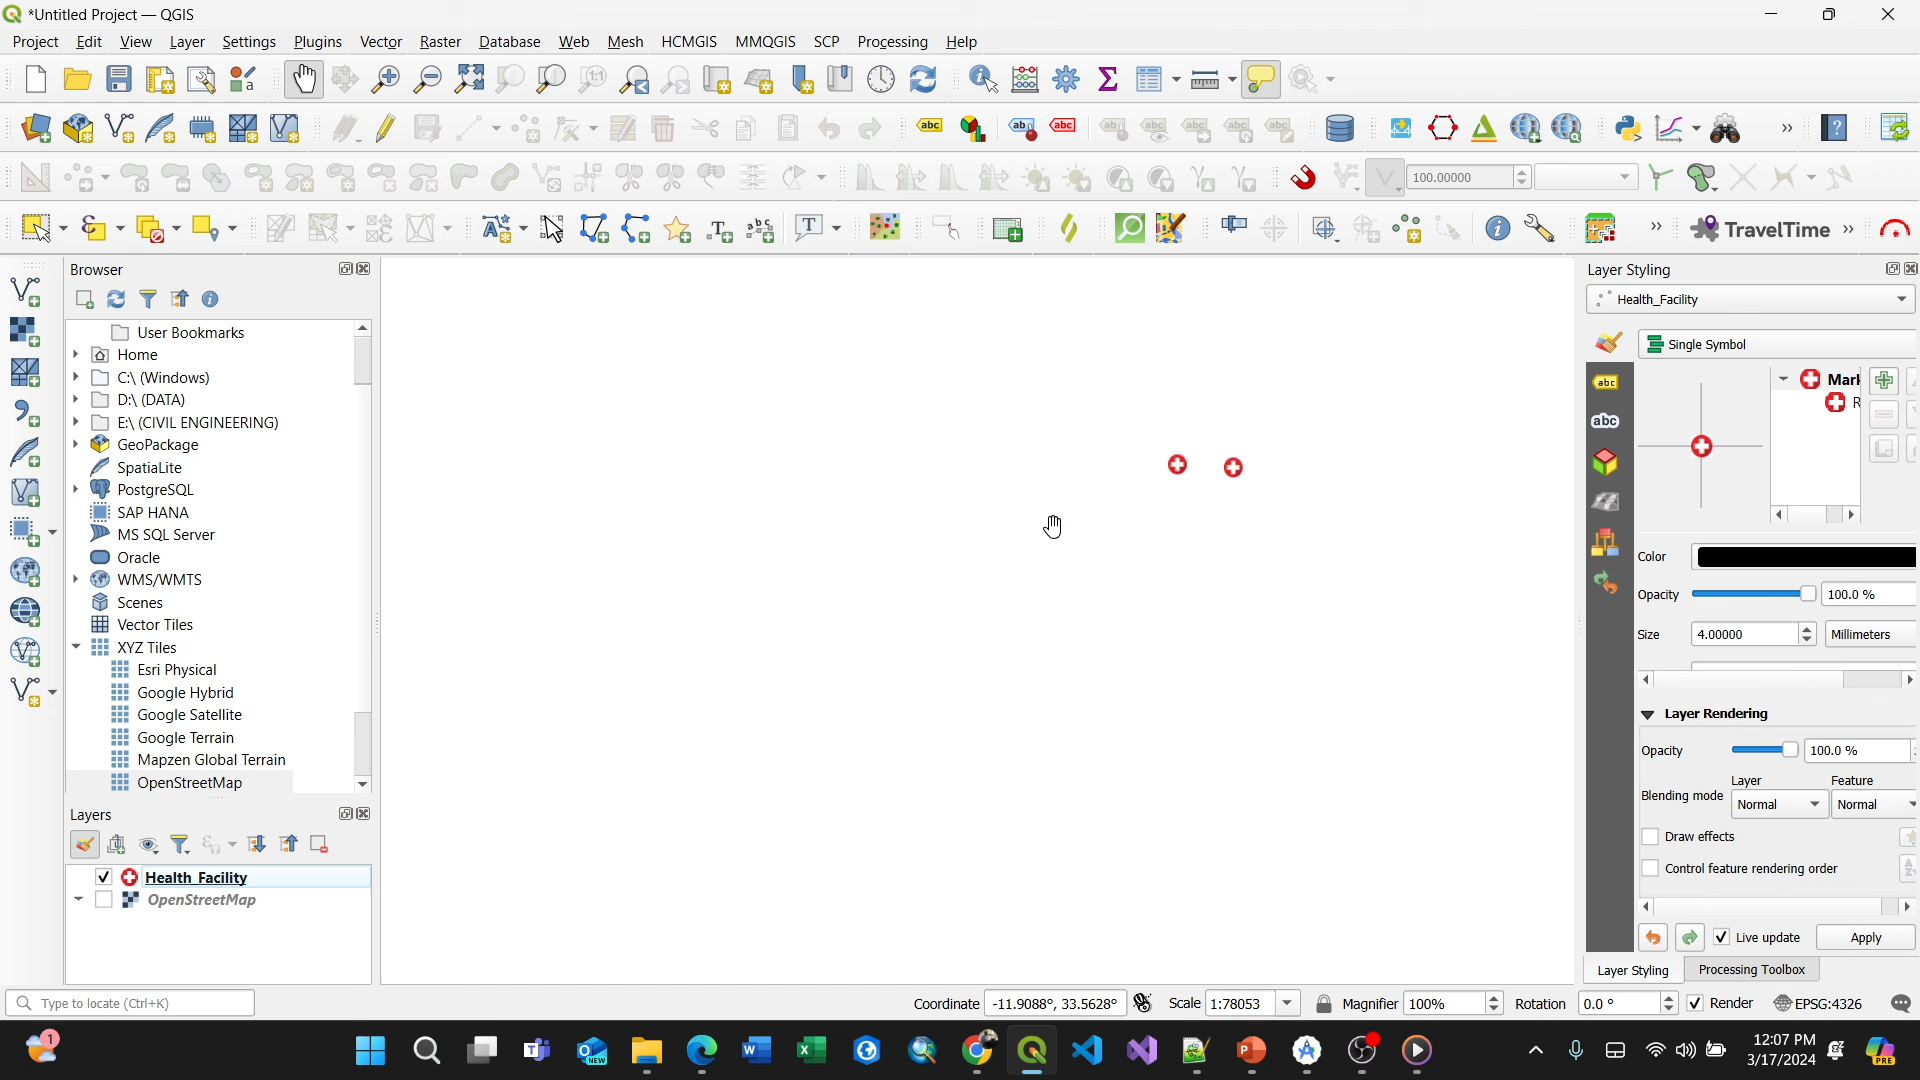 *Untitled Project — QGIS
Project Edit View Layer Settings Plugins Vector Raster Database Web Mesh HCMGIS MMQGIS SCP Processing Help
100.00000
TravelTime
Browser
User Bookmarks
Home
C:\ (Windows)
D:\ (DATA)
E:\ (CIVIL ENGINEERING)
GeoPackage
SpatiaLite
PostgreSQL
SAP HANA
MS SQL Server
Oracle
WMS/WMTS
Scenes
Vector Tiles
XYZ Tiles
Esri Physical
Google Hybrid
Google Satellite
Google Terrain
Mapzen Global Terrain
OpenStreetMap
Layers
Health_Facility
OpenStreetMap
Layer Styling
Health_Facility
Single Symbol
Mark
Color
Opacity 100.0 %
Size 4.00000 Millimeters
Layer Rendering
Opacity 100.0 %
Layer Feature
Blending mode Normal Normal
Draw effects
Control feature rendering order
Live update Apply
Layer Styling Processing Toolbox
Type to locate (Ctrl+K)
Coordinate -11.9088°, 33.5628° Scale 1:78053 Magnifier 100% Rotation 0.0 ° Render EPSG:4326
12:07 PM
3/17/2024